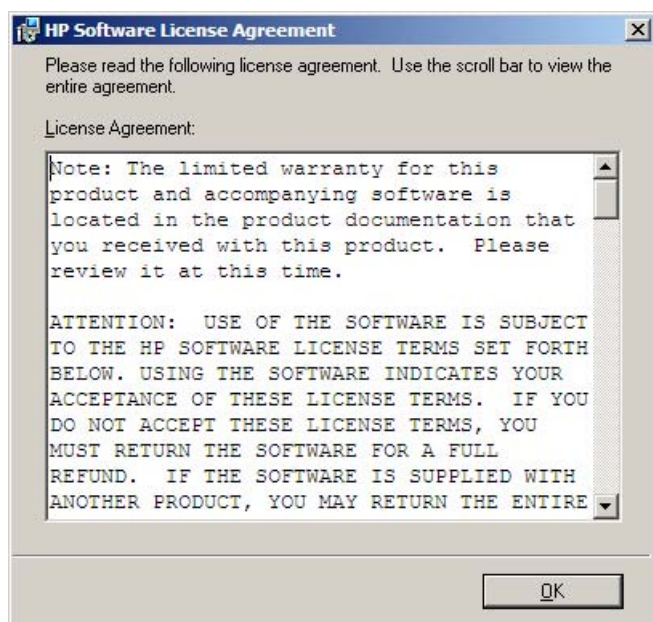 HP Software License Agreement
Please read the following license agreement. Use the scroll bar to view the
entire agreement.
License Agreement:
Note: The limited warranty for this
product and accompanying software is
located in the product documentation that
you received with this product.  Please
review it at this time.
ATTENTION:  USE OF THE SOFTWARE IS SUBJECT
TO THE HP SOFTWARE LICENSE TERMS SET FORTH
BELOW. USING THE SOFTWARE INDICATES YOUR
ACCEPTANCE OF THESE LICENSE TERMS.  IF YOU
DO NOT ACCEPT THESE LICENSE TERMS, YOU
MUST RETURN THE SOFTWARE FOR A FULL
REFUND.  IF THE SOFTWARE IS SUPPLIED WITH
ANOTHER PRODUCT, YOU MAY RETURN THE ENTIRE
OK